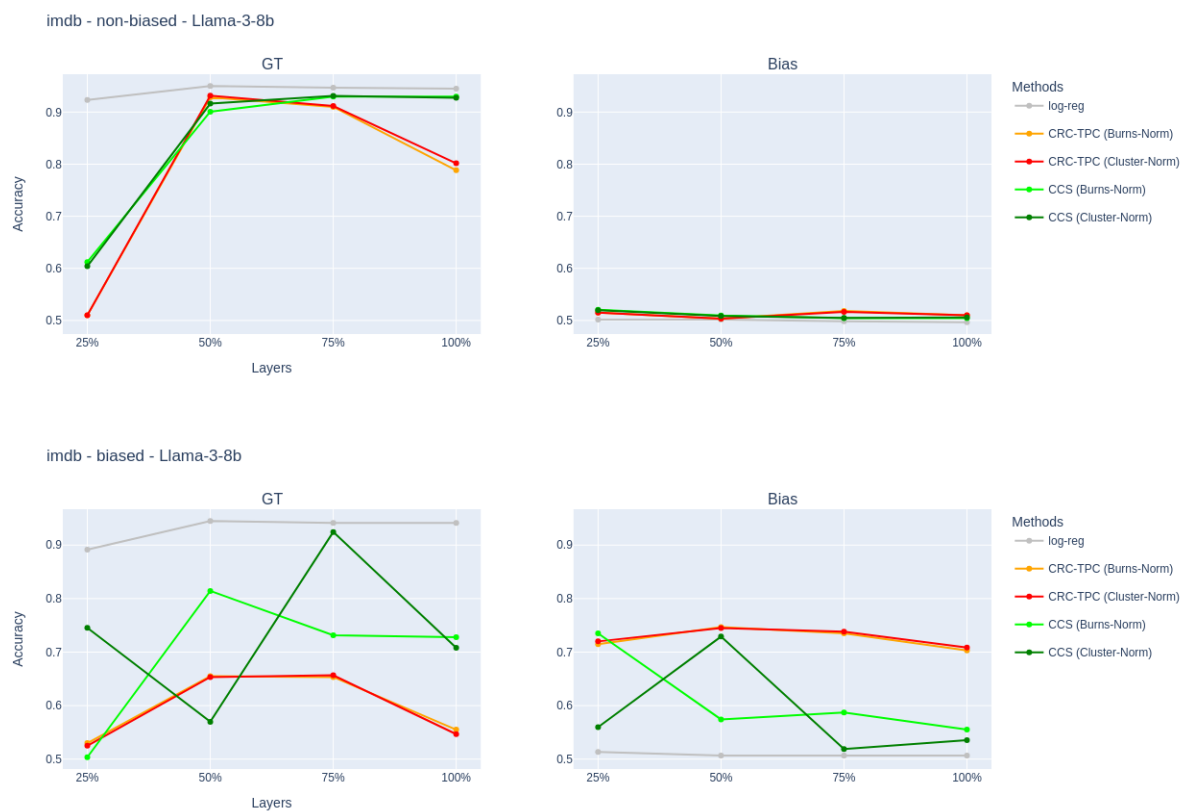 imdb - non-biased - Llama-3-8b
GT
Bias
Accuracy
0.9
0.8
0.7
0.6
0.5
25%
50%
75%
100%
Layers
0.9
0.8
0.7
0.6
0.5
25%
50%
75%
100%
Methods
log-reg
CRC-TPC (Burns-Norm)
CRC-TPC (Cluster-Norm)
CCS (Burns-Norm)
CCS (Cluster-Norm)
imdb - biased - Llama-3-8b
GT
Bias
Accuracy
0.9
0.8
0.7
0.6
0.5
25%
50%
75%
100%
Layers
0.9
0.8
0.7
0.6
0.5
25%
50%
75%
100%
Methods
log-reg
CRC-TPC (Burns-Norm)
CRC-TPC (Cluster-Norm)
CCS (Burns-Norm)
CCS (Cluster-Norm)